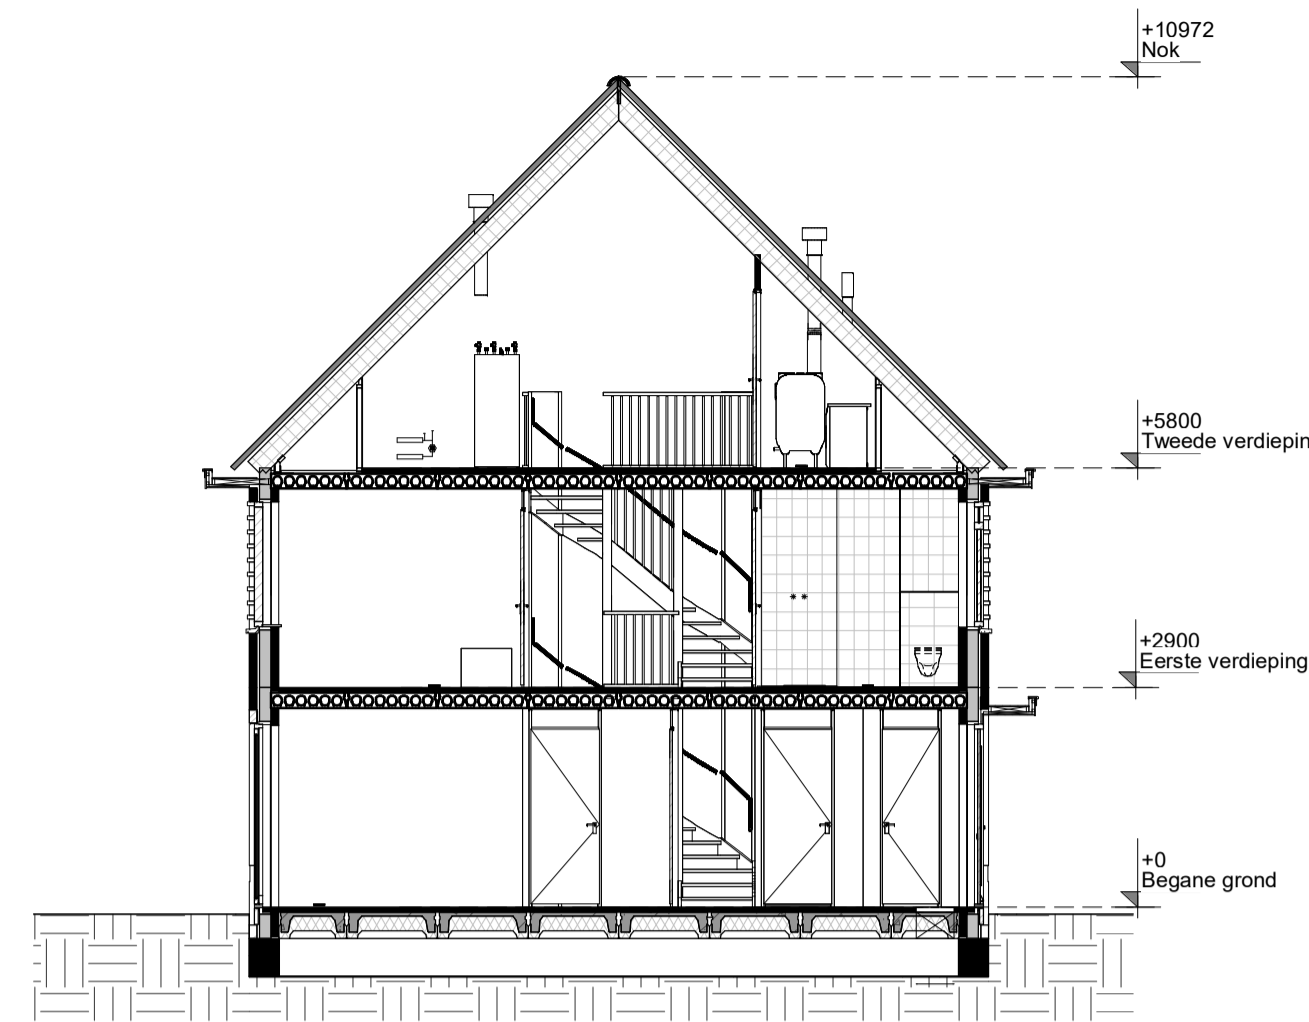 +10972
Nok
+5800
Tweede verdiepin
+2900
Eerste verdieping
+0
Begane grond